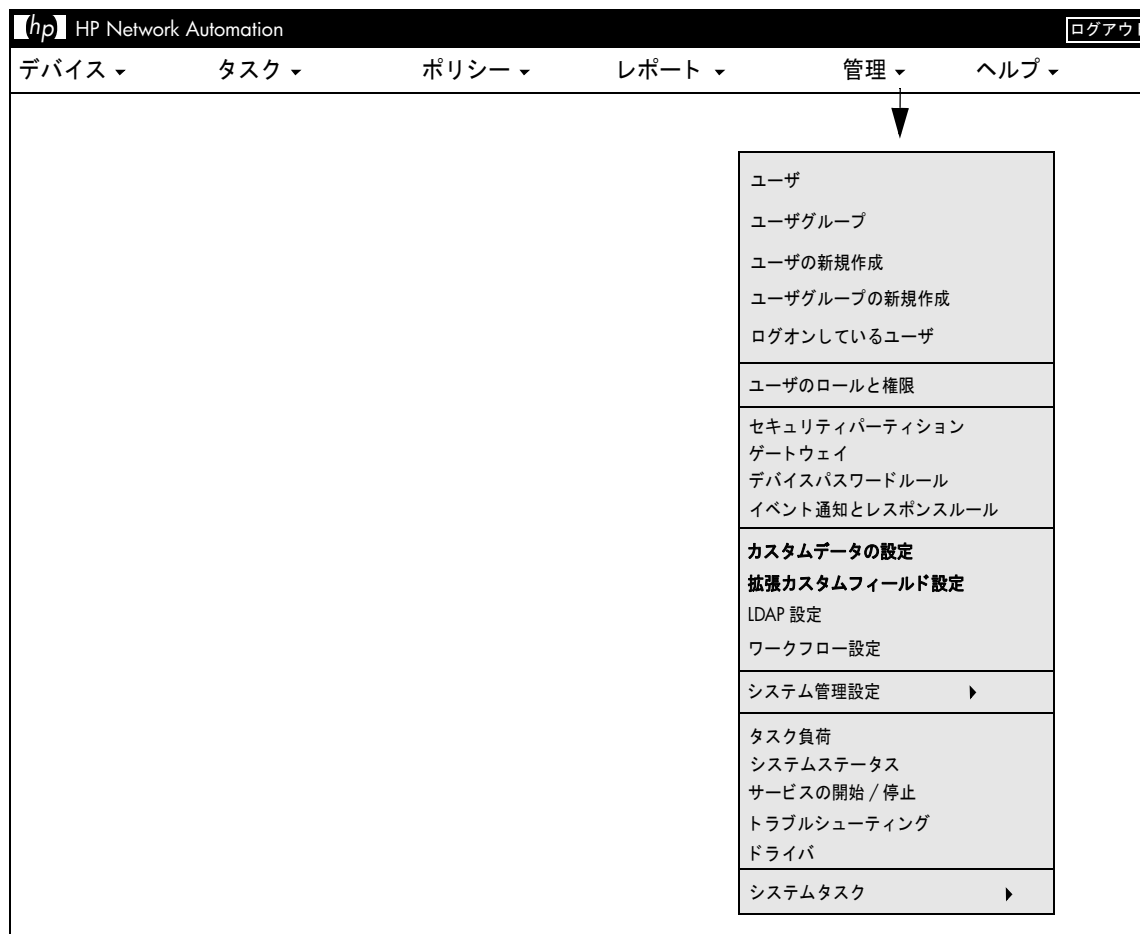 hp HP Network Automation
ログアウト
デバイス タスク ポリシー レポート 管理 ヘルプ
ユーザ
ユーザグループ
ユーザの新規作成
ユーザグループの新規作成
ログオンしているユーザ
ユーザのロールと権限
セキュリティパーティション
ゲートウェイ
デバイスパスワードルール
イベント通知とレスポンスルール
カスタムデータの設定
拡張カスタムフィールド設定
LDAP 設定
ワークフロー設定
システム管理設定
タスク負荷
システムステータス
サービスの開始 / 停止
トラブルシューティング
ドライバ
システムタスク